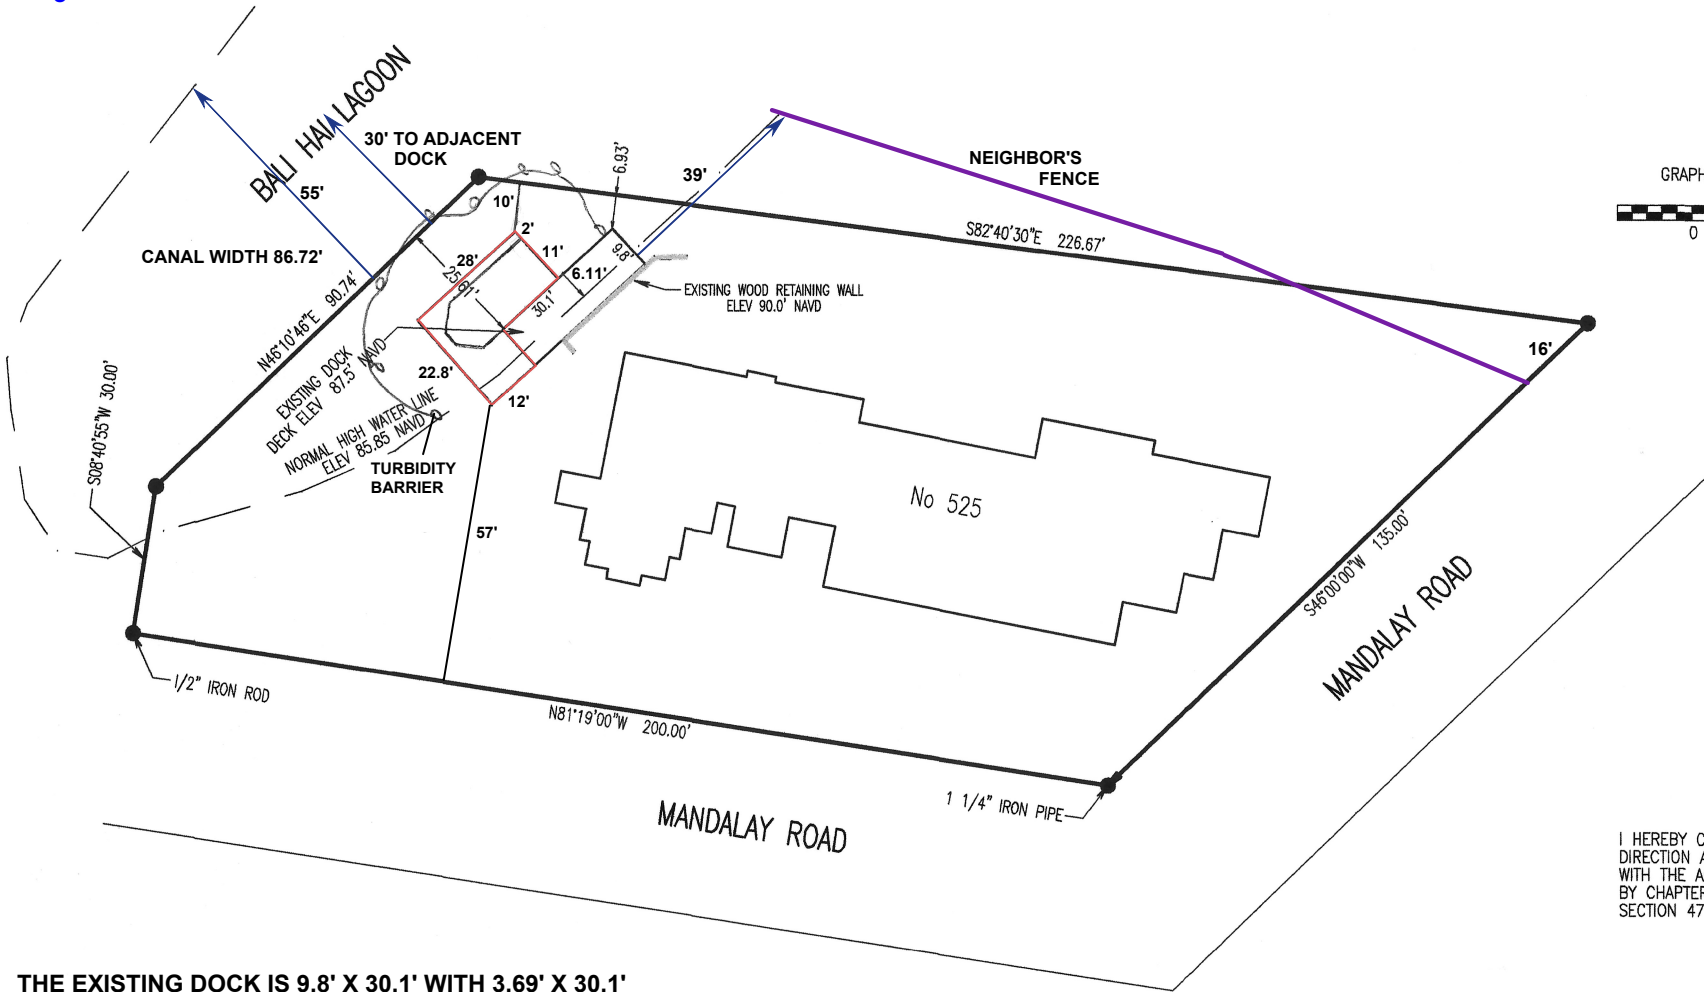 BALI HAI LAGOON
30' TO ADJACENT
DOCK
55'
CANAL WIDTH 86.72'
10'
2'
28'
11'
6.93'
9.8'
6.11'
30.1'
39'
NEIGHBOR'S
FENCE
GRAPH
0
S82°40'30"E 226.67'
EXISTING WOOD RETAINING WALL
ELEV 90.0' NAVD
16'
N46°10'46"E 90.74'
EXISTING DOCK
DECK ELEV 87.5' NAVD
22.8'
12'
NORMAL HIGH WATER LINE
ELEV 85.85 NAVD
TURBIDITY
BARRIER
S08°40'55"W 30.00'
57'
No 525
S46°00'00"W 135.00'
MANDALAY ROAD
1/2" IRON ROD
N81°19'00"W 200.00'
1 1/4" IRON PIPE
MANDALAY ROAD
I HEREBY C
DIRECTION A
WITH THE A
BY CHAPTER
SECTION 47
THE EXISTING DOCK IS 9.8' X 30.1' WITH 3.69' X 30.1'